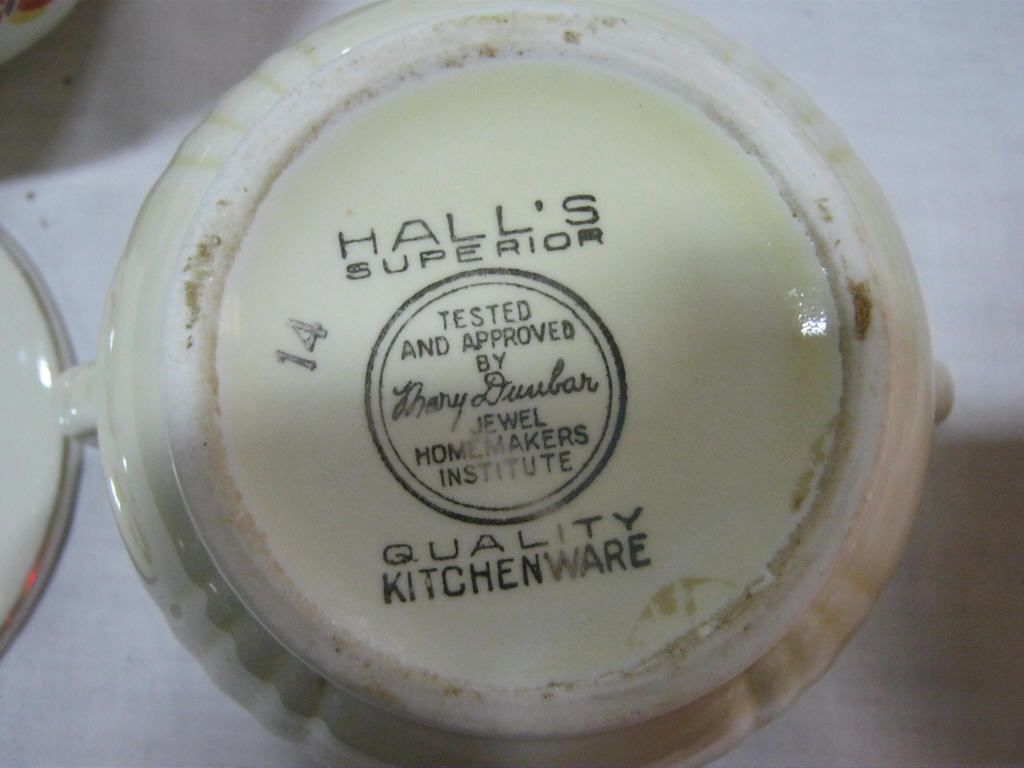 HALL'S
SUPERIOR
14
TESTED
AND APPROVED
BY
Mary Dunbar
JEWEL
HOMEMAKERS
INSTITUTE
QUALITY
KITCHENWARE